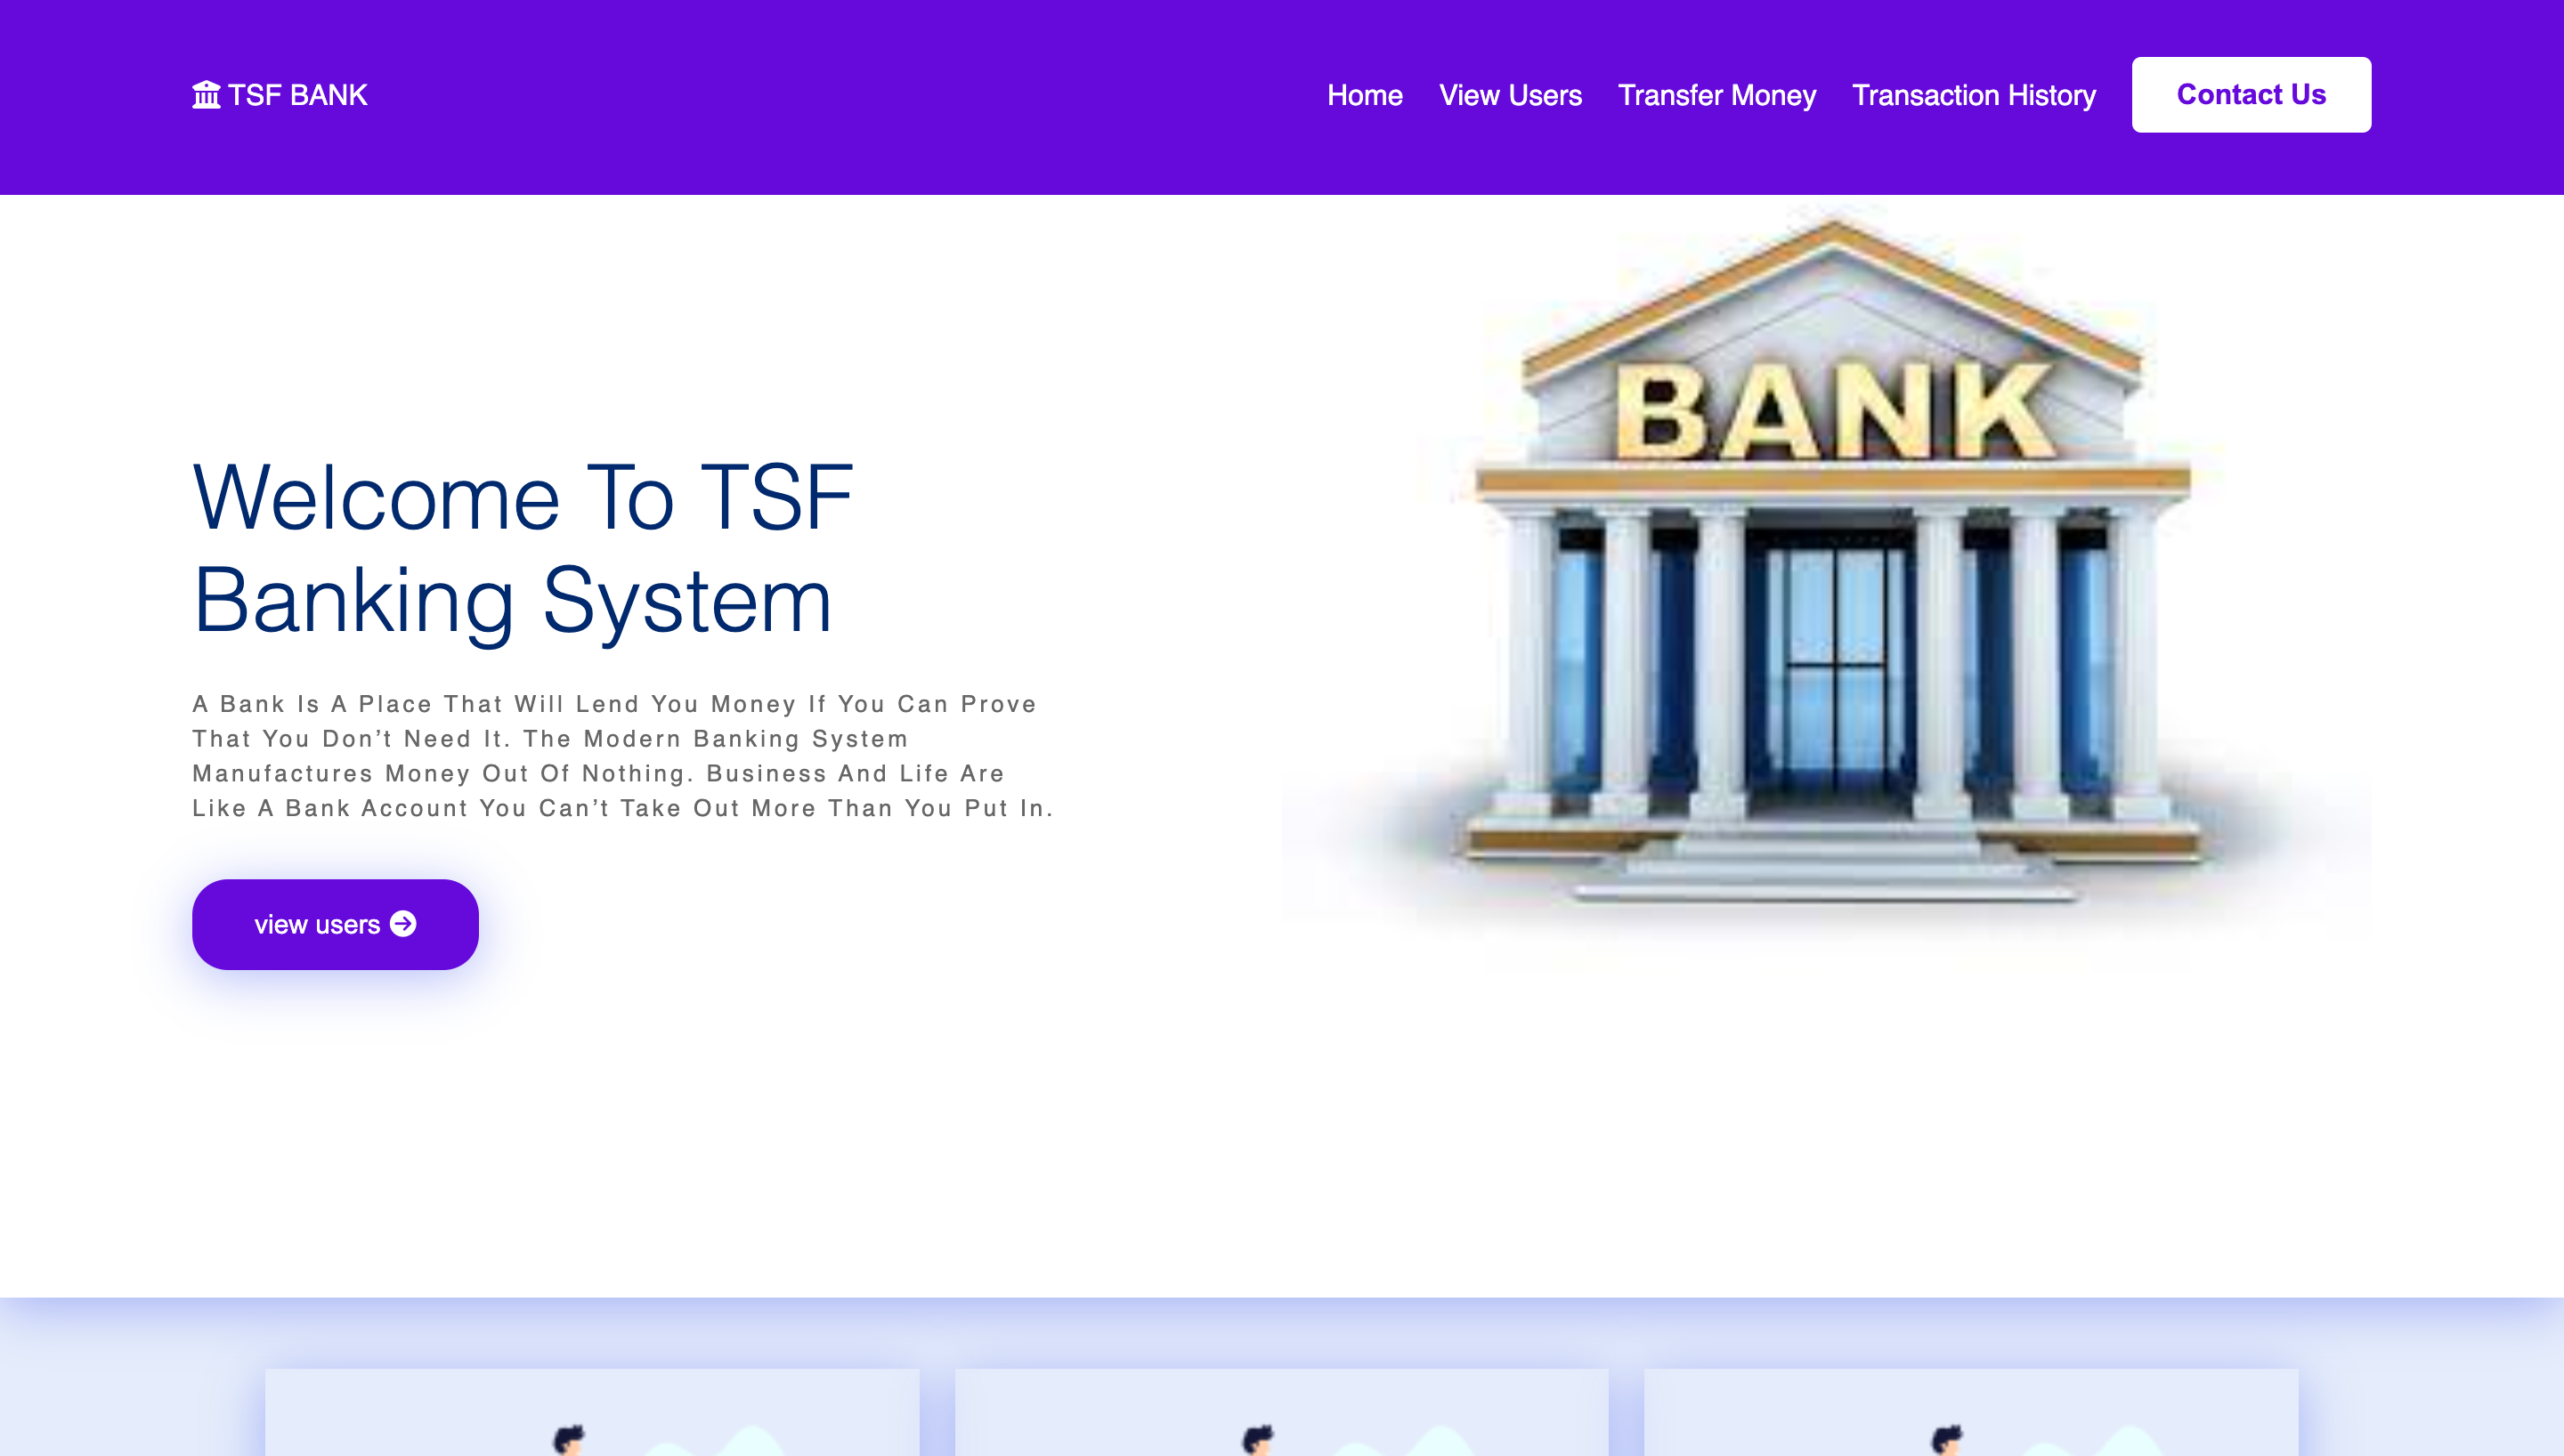 TSF BANK
Home View Users Transfer Money Transaction History Contact Us
BANK
Welcome To TSF
Banking System
A Bank Is A Place That Will Lend You Money If You Can Prove
That You Don’t Need It. The Modern Banking System
Manufactures Money Out Of Nothing. Business And Life Are
Like A Bank Account You Can’t Take Out More Than You Put In.
view users